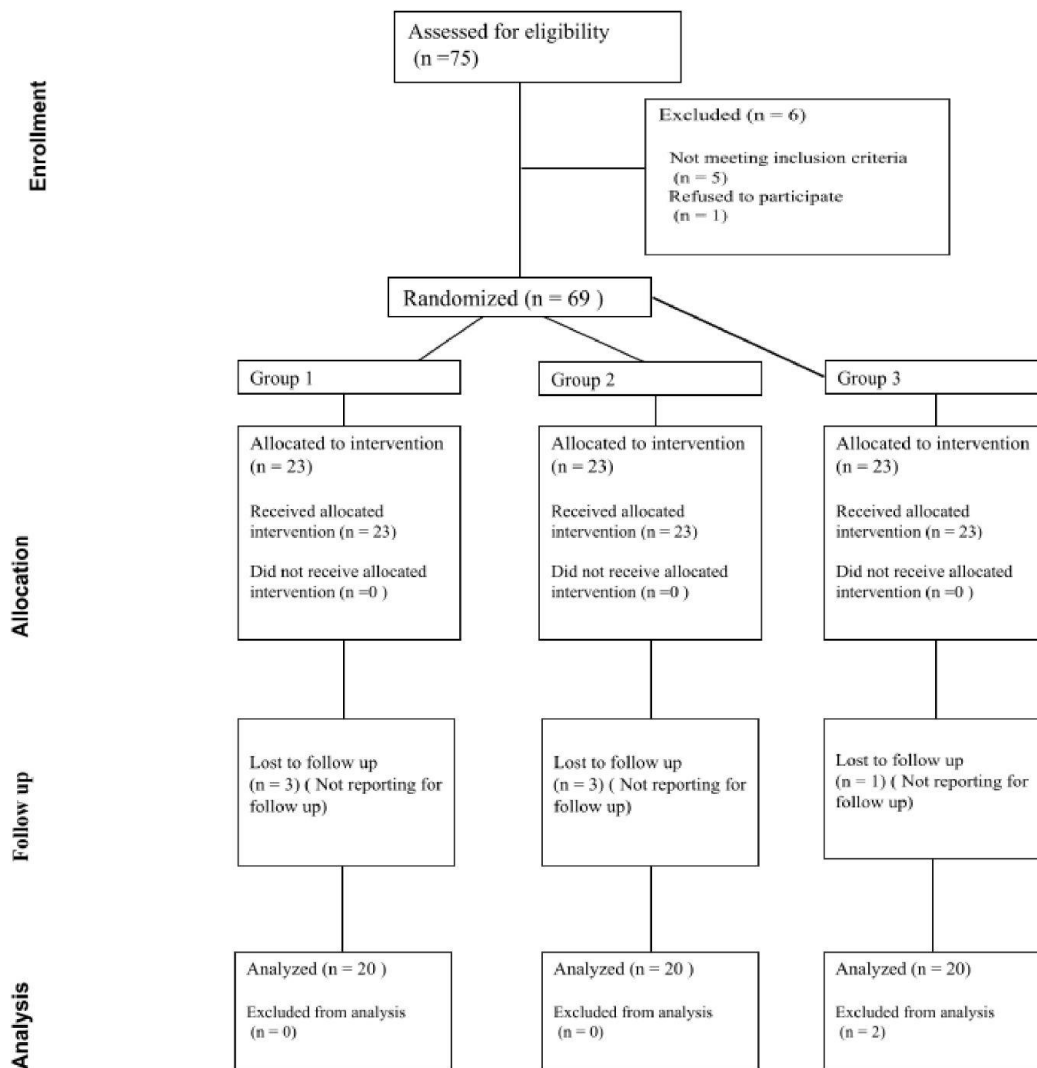 Assessed for eligibility
(n =75)
Enrollment
Excluded (n = 6)
Not meeting inclusion criteria
(n = 5)
Refused to participate
(n = 1)
Randomized (n = 69 )
Group 1
Group 2
Group 3
Allocation
Allocated to intervention
(n = 23)
Received allocated
intervention (n = 23)
Did not receive allocated
intervention (n =0 )
Allocated to intervention
(n = 23)
Received allocated
intervention (n = 23)
Did not receive allocated
intervention (n =0 )
Allocated to intervention
(n = 23)
Received allocated
intervention (n = 23)
Did not receive allocated
intervention (n =0 )
Follow up
Lost to follow up
(n = 3) ( Not reporting for
follow up)
Lost to follow up
(n = 3) ( Not reporting for
follow up)
Lost to follow up
(n = 1) ( Not reporting for
follow up)
Analysis
Analyzed (n = 20 )
Excluded from analysis
(n = 0)
Analyzed (n = 20 )
Excluded from analysis
(n = 0)
Analyzed (n = 20)
Excluded from analysis
(n = 2)